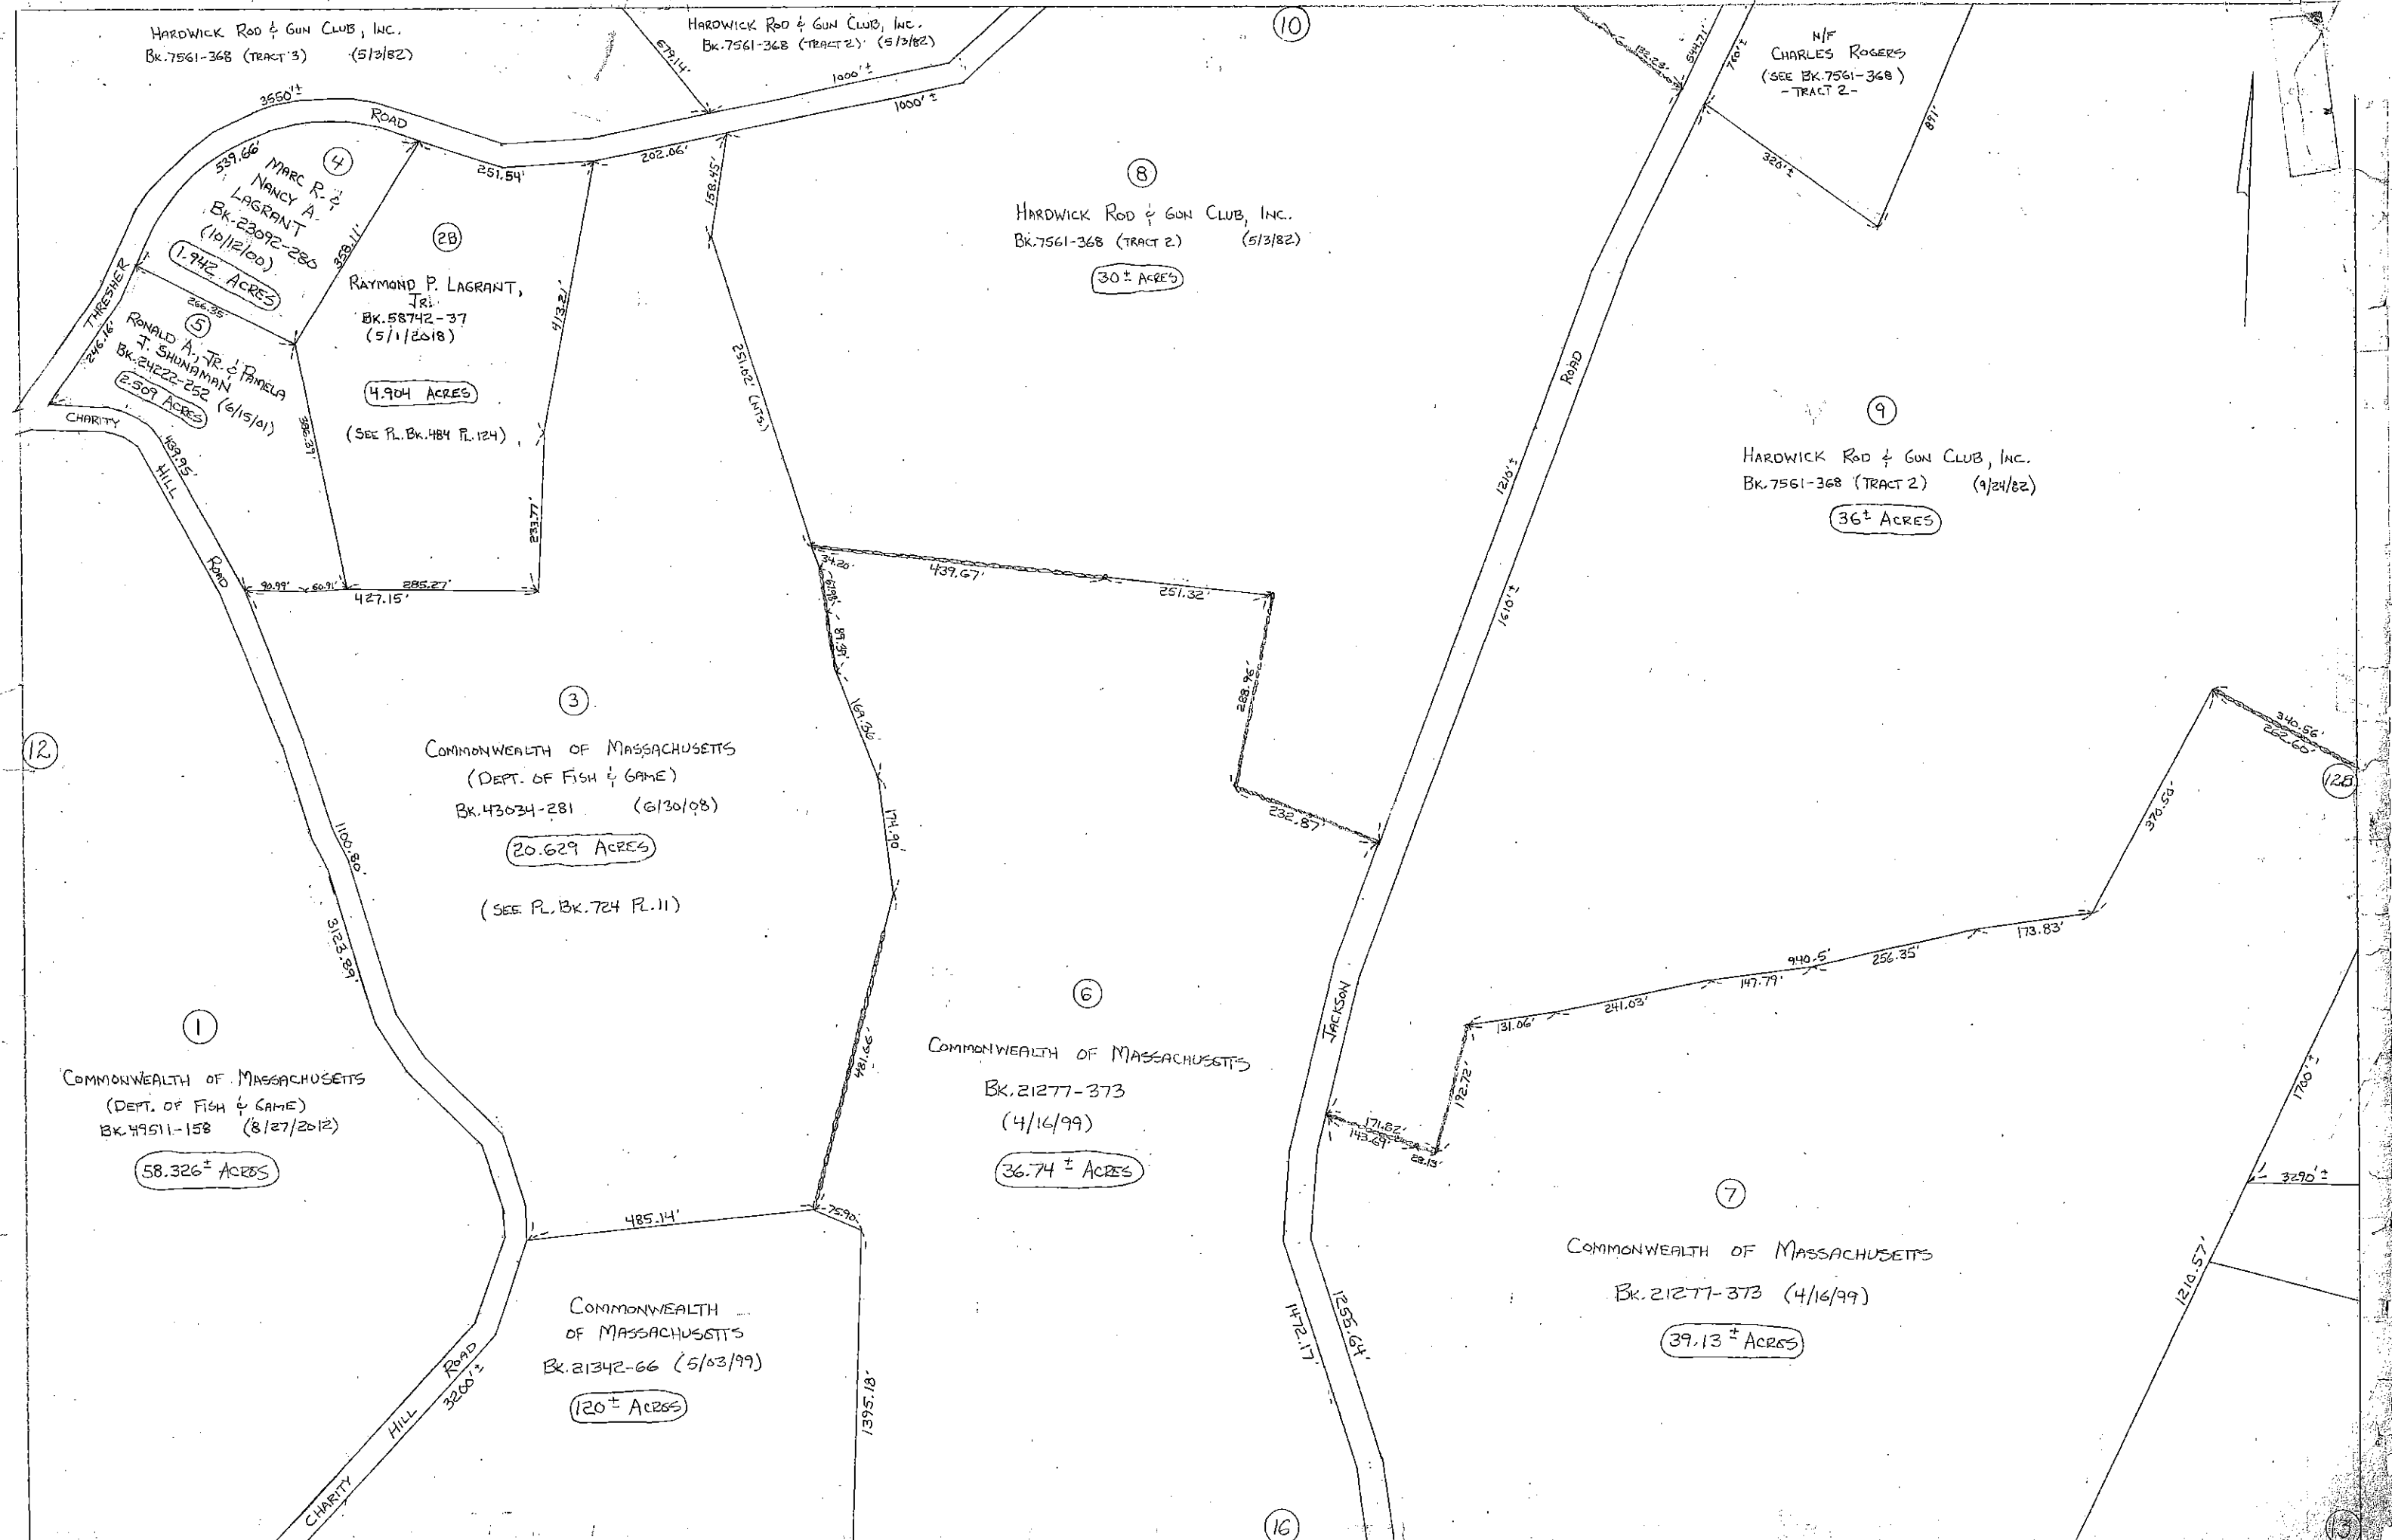 HARDWICK ROD & GUN CLUB, INC.
BK.7561-368 (TRACT 3) (5/3/82)
HARDWICK ROD & GUN CLUB, INC.
BK.7561-368 (TRACT 2) (5/3/82)
679.14'
1000'±
1000'±
10
132.23'
544.71'
760'±
N/F
CHARLES ROGERS
(SEE BK.7561-368)
-TRACT 2-
891'
320'±
3550'±
ROAD
THRESHER
539.66'
4
MARC R. &
NANCY A.
LAGRANT
BK.23092-280
(10/12/00)
1.942 ACRES
358.11'
266.35'
246.16'
5
RONALD A., JR. & PAMELA
J. SHUNAMAN
BK.24222-252 (6/15/01)
2.509 ACRES
251.54'
202.06'
158.45'
2B
RAYMOND P. LAGRANT,
JR.
BK.58742-37
(5/1/2018)
4.904 ACRES
(SEE PL.BK.484 PL.124)
413.21'
233.77'
251.02' (NTS.)
8
HARDWICK ROD & GUN CLUB, INC.
BK.7561-368 (TRACT 2) (5/3/82)
30± ACRES
ROAD
1210'±
1610'±
9
HARDWICK ROD & GUN CLUB, INC.
BK.7561-368 (TRACT 2) (9/24/82)
36± ACRES
CHARITY
HILL
ROAD
439.95'
90.99'
60.91'
285.27'
427.15'
34.20'
89.39'
169.36'
174.90'
481.66'
439.67'
251.32'
288.96'
232.87'
12
3
COMMONWEALTH OF MASSACHUSETTS
(DEPT. OF FISH & GAME)
BK.43034-281 (6/30/08)
20.629 ACRES
(SEE PL.BK.724 PL.11)
1100.80'
3123.89'
340.56'
262.60'
12B
370.50'
173.83'
256.35'
940.5'
147.79'
241.03'
131.06'
192.72'
171.82'
143.69'
28.13'
1
COMMONWEALTH OF MASSACHUSETTS
(DEPT. OF FISH & GAME)
BK.49511-158 (8/27/2012)
58.326± ACRES
6
COMMONWEALTH OF MASSACHUSETTS
BK.21277-373
(4/16/99)
36.74± ACRES
JACKSON
1700'±
3290'±
1210.57'
7
COMMONWEALTH OF MASSACHUSETTS
BK.21277-373 (4/16/99)
39.13± ACRES
485.14'
75.90'
COMMONWEALTH
OF MASSACHUSETTS
BK.21342-66 (5/03/99)
120± ACRES
1395.18'
1472.17'
1255.64'
ROAD
HILL
CHARITY
3200'±
16
13